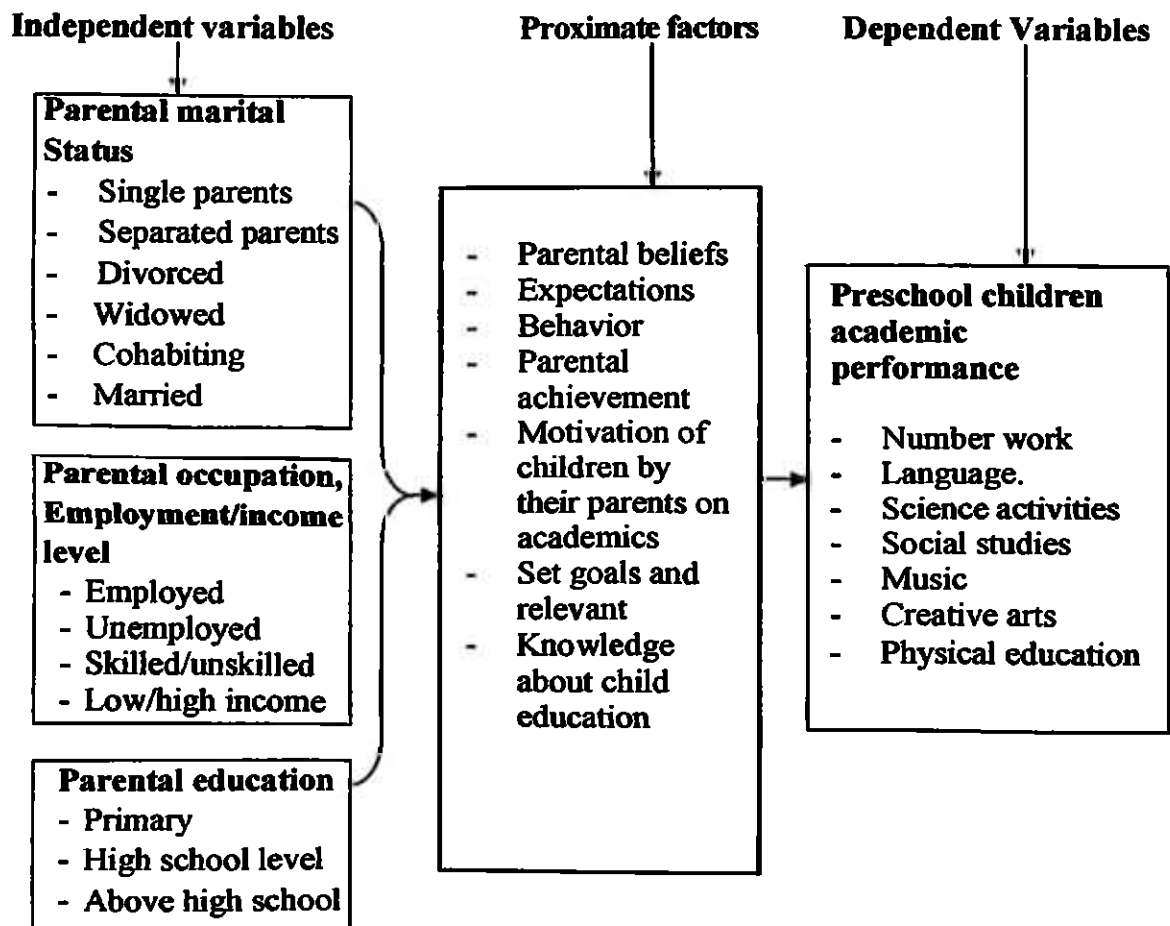 Independent variables
Proximate factors
Dependent Variables
Parental marital
Status
- Single parents
- Separated parents
- Divorced
- Widowed
- Cohabiting
- Married
Parental occupation,
Employment/income
level
- Employed
- Unemployed
- Skilled/unskilled
- Low/high income
Parental education
- Primary
- High school level
- Above high school
- Parental beliefs
- Expectations
- Behavior
- Parental
achievement
- Motivation of
children by
their parents on
academics
- Set goals and
relevant
- Knowledge
about child
education
Preschool children
academic
performance
- Number work
- Language.
- Science activities
- Social studies
- Music
- Creative arts
- Physical education